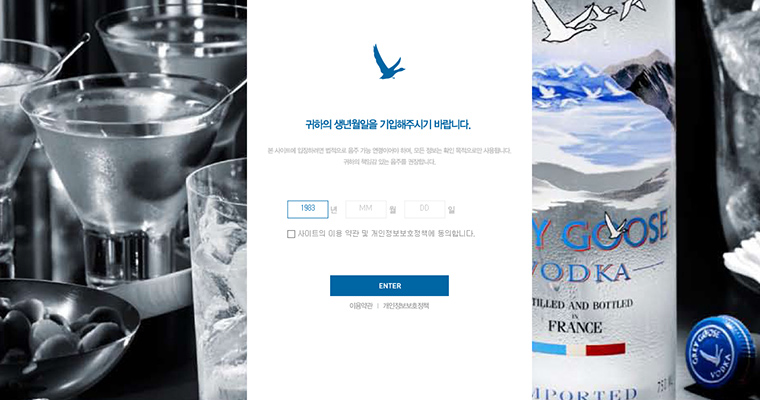 귀하의 생년월일을 기입해주시기 바랍니다.
본 사이트에 입장하려면 법적으로 음주 가능 연령이어야 하며, 모든 정보는 확인 목적으로만 사용됩니다.
귀하의 책임감 있는 음주를 권장합니다.
1983 년 MM 월 DD 일
사이트의 이용 약관 및 개인정보보호정책에 동의합니다.
ENTER
이용약관 | 개인정보보호정책
Y GOOSE
VODKA
TILLED AND BOTTLED
IN
FRANCE
MPORTED
750 M
GREY GOOSE
VODKA